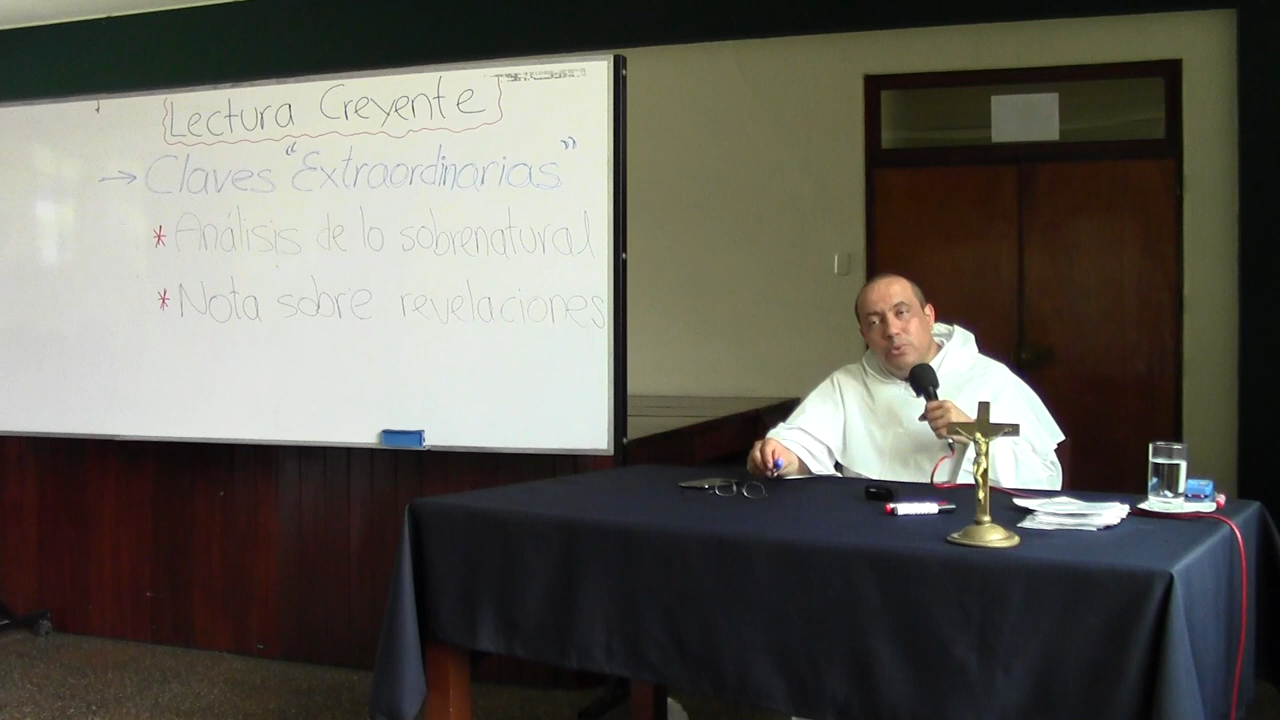 Lectura Creyente
→ Claves "Extraordinarias"
* Análisis de lo sobrenatural
* Nota sobre revelaciones